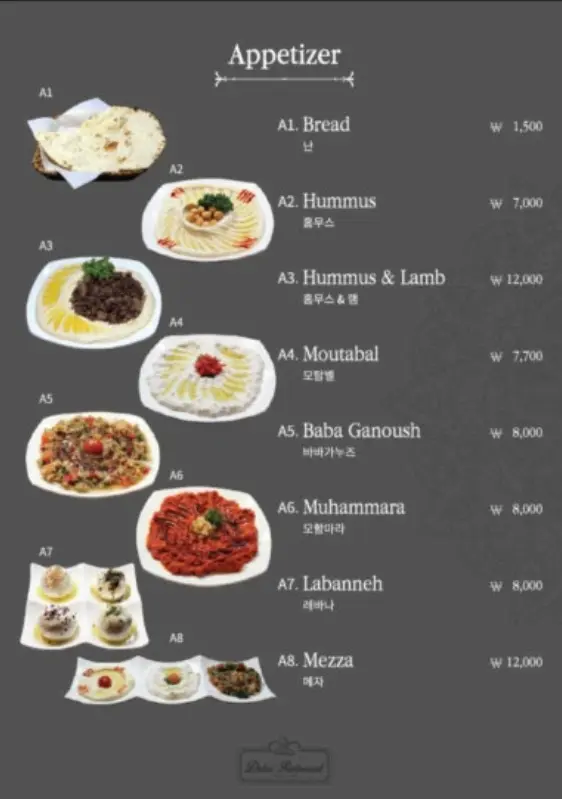 Appetizer
A1
A1. Bread ₩ 1,500
난
A2
A2. Hummus ₩ 7,000
훔무스
A3
A3. Hummus & Lamb ₩ 12,000
훔무스 & 램
A4
A4. Moutabal ₩ 7,700
모탐벨
A5
A5. Baba Ganoush ₩ 8,000
바바가누즈
A6
A6. Muhammara ₩ 8,000
모함마라
A7
A7. Labanneh ₩ 8,000
레바나
A8
A8. Mezza ₩ 12,000
메자